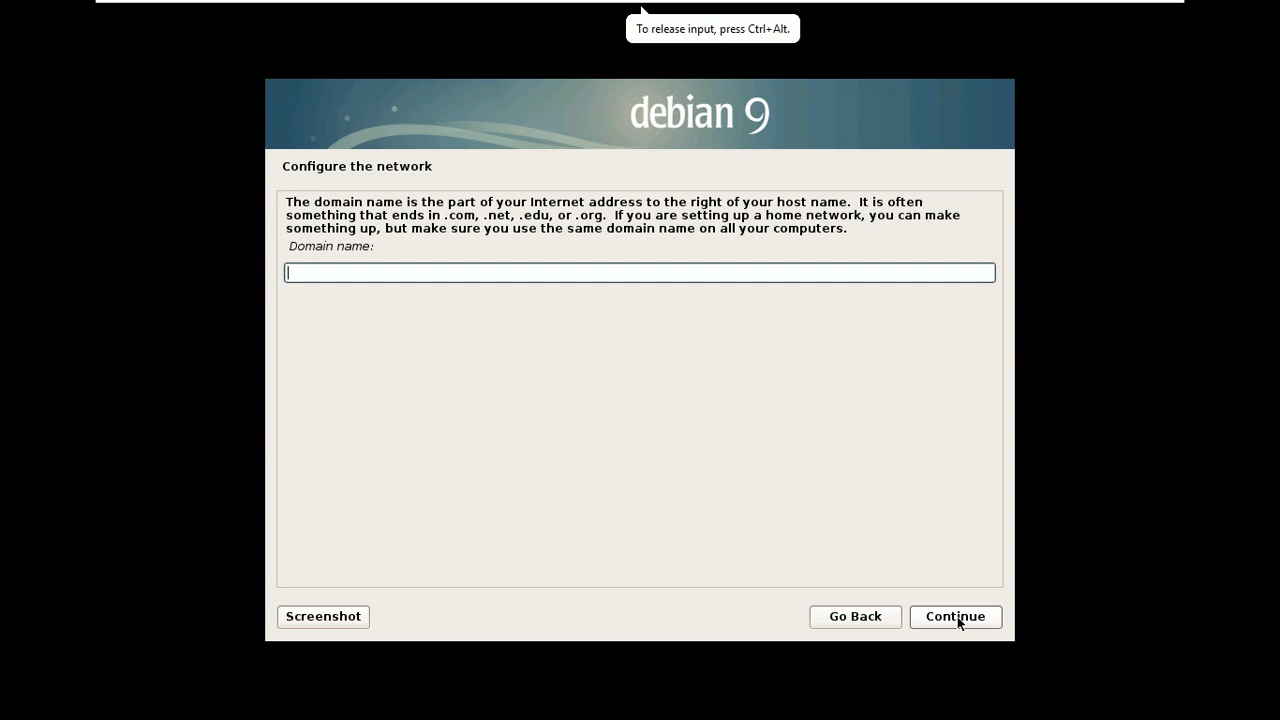 To release input, press Ctrl+Alt.
debian 9
Configure the network
The domain name is the part of your Internet address to the right of your host name.  It is often
something that ends in .com, .net, .edu, or .org.  If you are setting up a home network, you can make
something up, but make sure you use the same domain name on all your computers.
Domain name:
Screenshot
Go Back
Continue